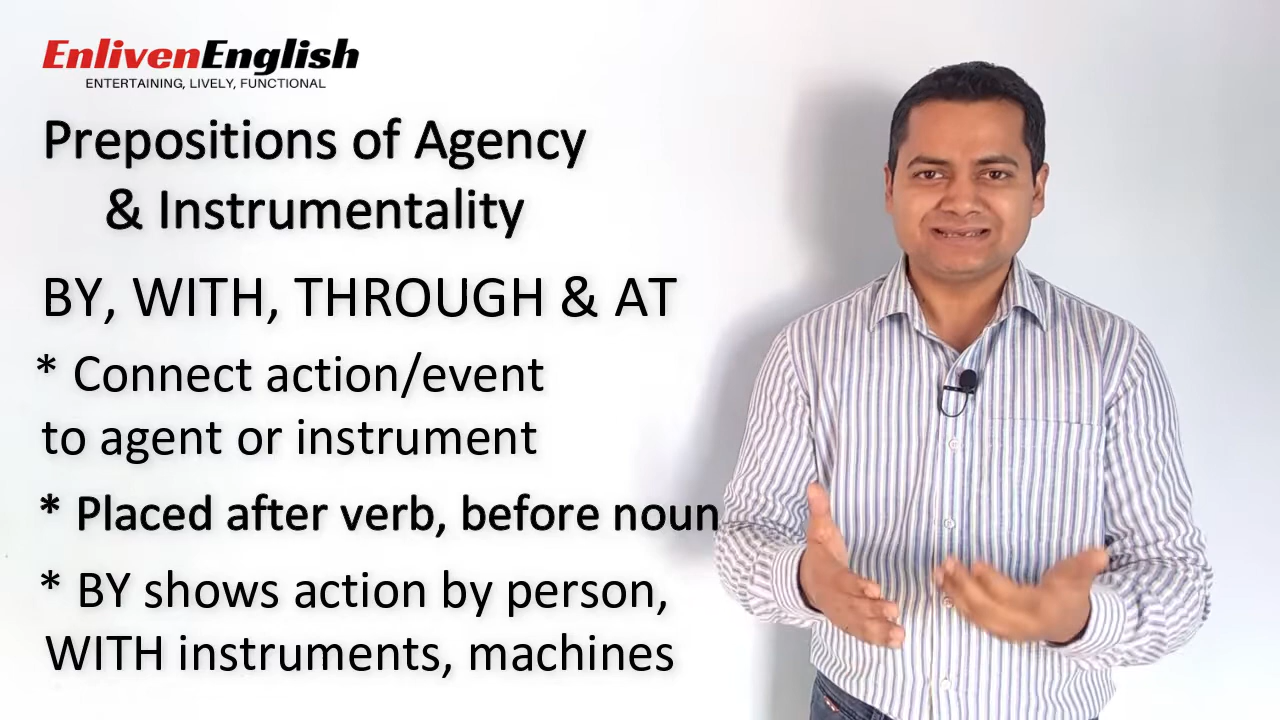 EnlivenEnglish
ENTERTAINING, LIVELY, FUNCTIONAL
Prepositions of Agency
& Instrumentality
BY, WITH, THROUGH & AT
* Connect action/event
to agent or instrument
* Placed after verb, before noun
* BY shows action by person,
WITH instruments, machines